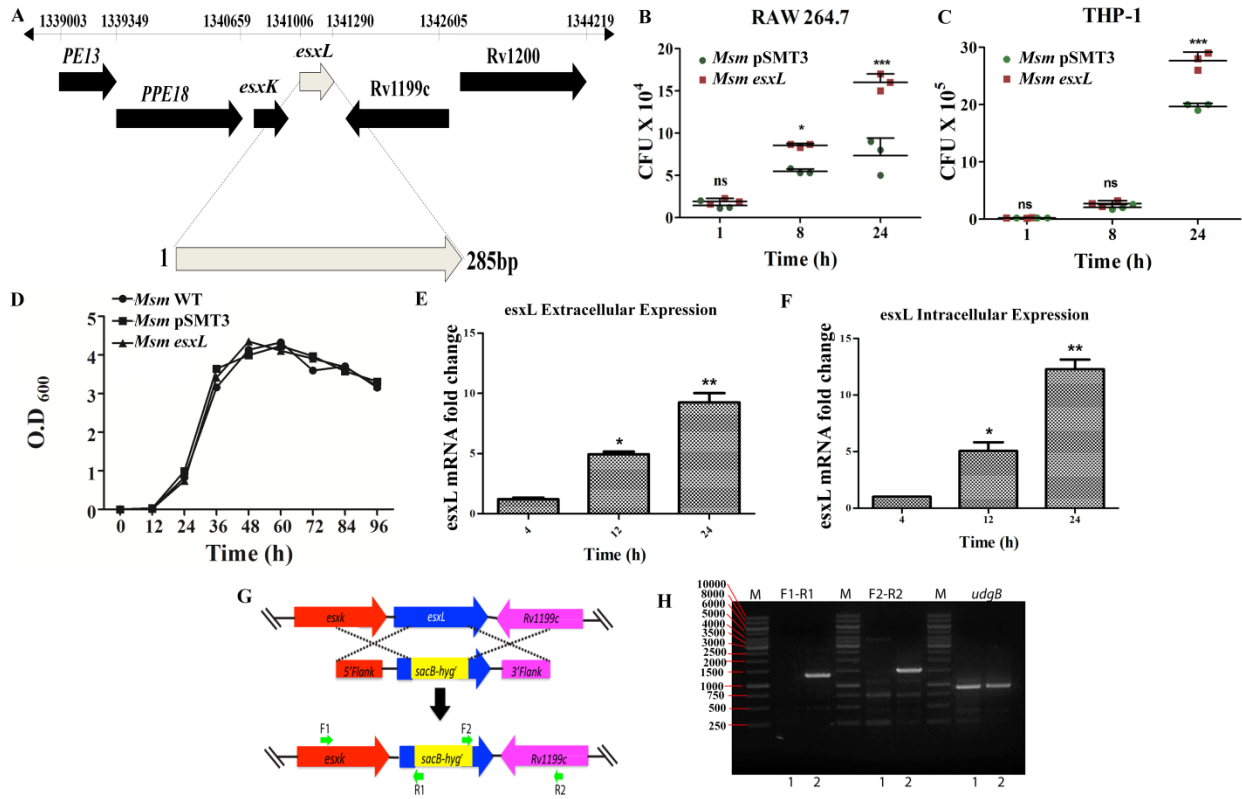 A
1339003 1339349 1340659 1341006 1341290 1342605 1344219
PE13
PPE18
esxK
esxL
Rv1199c
Rv1200
1
285bp
B
RAW 264.7
Msm pSMT3
Msm esxL
CFU X 10⁴
20
15
10
5
0
ns
*
***
1 8 24
Time (h)
C
THP-1
Msm pSMT3
Msm esxL
CFU X 10⁵
30
20
10
0
ns
ns
***
1 8 24
Time (h)
D
Msm WT
Msm pSMT3
Msm esxL
O.D 600
5
4
3
2
1
0
0 12 24 36 48 60 72 84 96
Time (h)
E
esxL Extracellular Expression
esxL mRNA fold change
15
10
5
0
*
**
4 12 24
Time (h)
F
esxL Intracellular Expression
esxL mRNA fold change
15
10
5
0
*
**
4 12 24
Time (h)
G
esxk esxL Rv1199c
5'Flank sacB-hygʳ 3'Flank
F1 F2
esxk sacB-hygʳ Rv1199c
R1 R2
H
M F1-R1 M F2-R2 M udgB
10000
8000
6000
5000
4000
3500
2500
2000
1500
1000
750
500
250
1 2 1 2 1 2